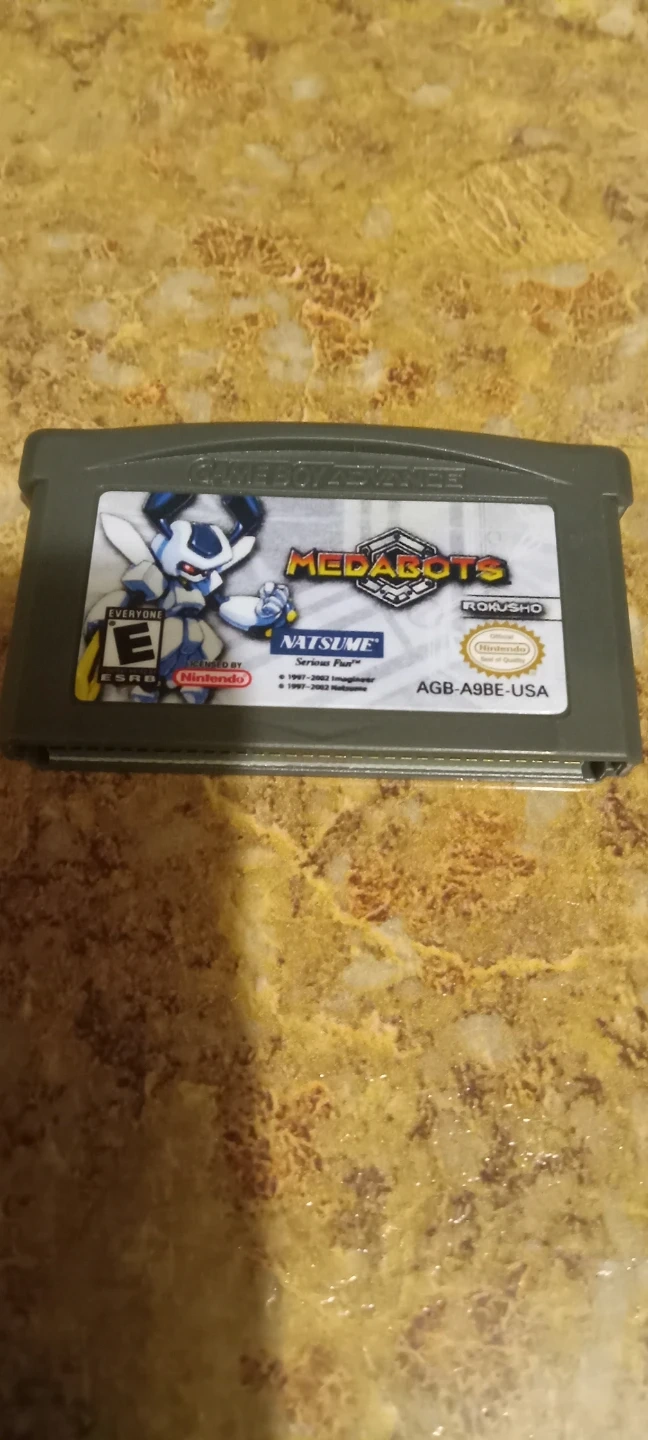 GAME BOY ADVANCE
MEDABOTS
ROKUSHO
EVERYONE
E
ESRB
LICENSED BY
Nintendo
NATSUME®
Serious Fun™
© 1997-2002 Imagineer
© 1997-2002 Natsume
Official
Nintendo
Seal of Quality
AGB-A9BE-USA